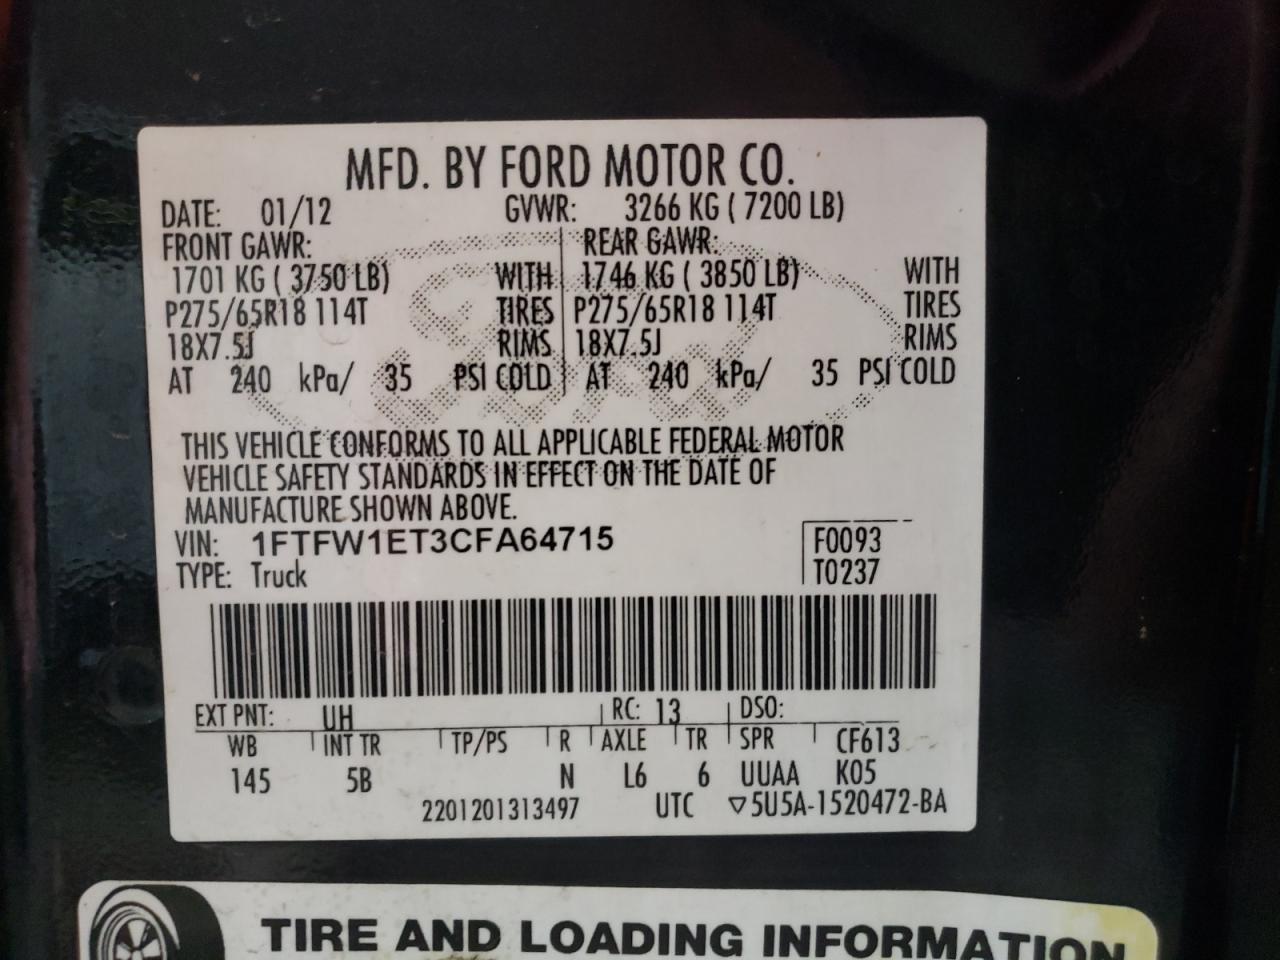 MFD. BY FORD MOTOR CO.
DATE: 01/12 GVWR: 3266 KG ( 7200 LB)
FRONT GAWR: REAR GAWR:
1701 KG ( 3750 LB) WITH 1746 KG ( 3850 LB) WITH
P275/65R18 114T TIRES P275/65R18 114T TIRES
18X7.5J RIMS 18X7.5J RIMS
AT 240 kPa/ 35 PSI COLD AT 240 kPa/ 35 PSI COLD
THIS VEHICLE CONFORMS TO ALL APPLICABLE FEDERAL MOTOR
VEHICLE SAFETY STANDARDS IN EFFECT ON THE DATE OF
MANUFACTURE SHOWN ABOVE.
VIN: 1FTFW1ET3CFA64715 F0093
TYPE: Truck T0237
EXT PNT: UH RC: 13 DSO:
WB INT TR TP/PS R AXLE TR SPR CF613
145 5B N L6 6 UUAA K05
2201201313497 UTC ▽5U5A-1520472-BA
TIRE AND LOADING INFORMATION